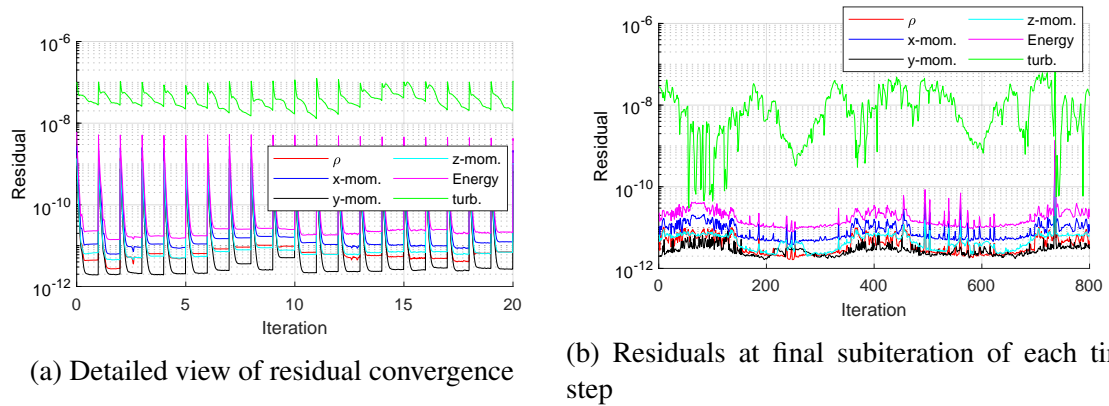 10^-6
10^-8
10^-10
10^-12
Residual
ρ
x-mom.
y-mom.
z-mom.
Energy
turb.
0 5 10 15 20
Iteration
(a) Detailed view of residual convergence
10^-6
10^-8
10^-10
10^-12
Residual
ρ
x-mom.
y-mom.
z-mom.
Energy
turb.
0 200 400 600 800
Iteration
(b) Residuals at final subiteration of each tim
step